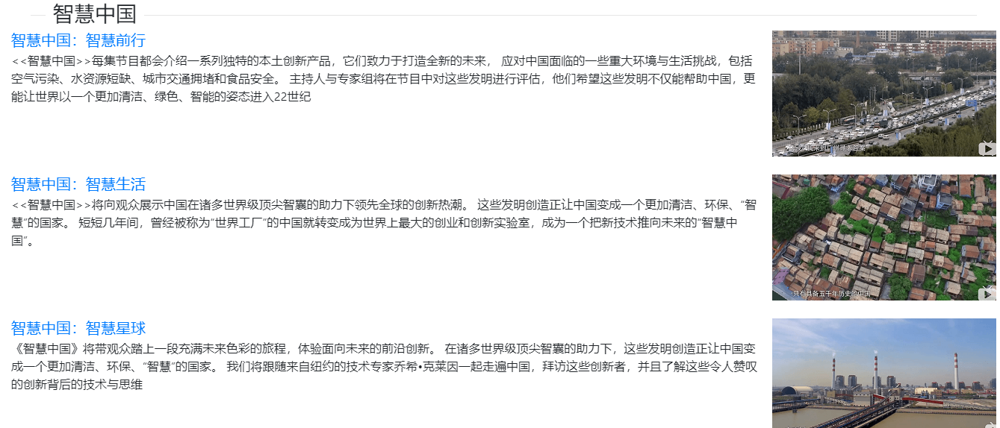 智慧中国
智慧中国：智慧前行
<<智慧中国>>每集节目都会介绍一系列独特的本土创新产品，它们致力于打造全新的未来， 应对中国面临的一些重大环境与生活挑战，包括
空气污染、水资源短缺、城市交通拥堵和食品安全。 主持人与专家组将在节目中对这些发明进行评估，他们希望这些发明不仅能帮助中国，更
能让世界以一个更加清洁、绿色、智能的姿态进入22世纪
智慧中国：智慧生活
<<智慧中国>>将向观众展示中国在诸多世界级顶尖智囊的助力下领先全球的创新热潮。 这些发明创造正让中国变成一个更加清洁、环保、“智
慧”的国家。 短短几年间，曾经被称为“世界工厂”的中国就转变成为世界上最大的创业和创新实验室，成为一个把新技术推向未来的“智慧中
国”。
只有具备五千年历史的中国
智慧中国：智慧星球
《智慧中国》将带观众踏上一段充满未来色彩的旅程，体验面向未来的前沿创新。 在诸多世界级顶尖智囊的助力下，这些发明创造正让中国变
成一个更加清洁、环保、“智慧”的国家。 我们将跟随来自纽约的技术专家乔希•克莱因一起走遍中国，拜访这些创新者，并且了解这些令人赞叹
的创新背后的技术与思维